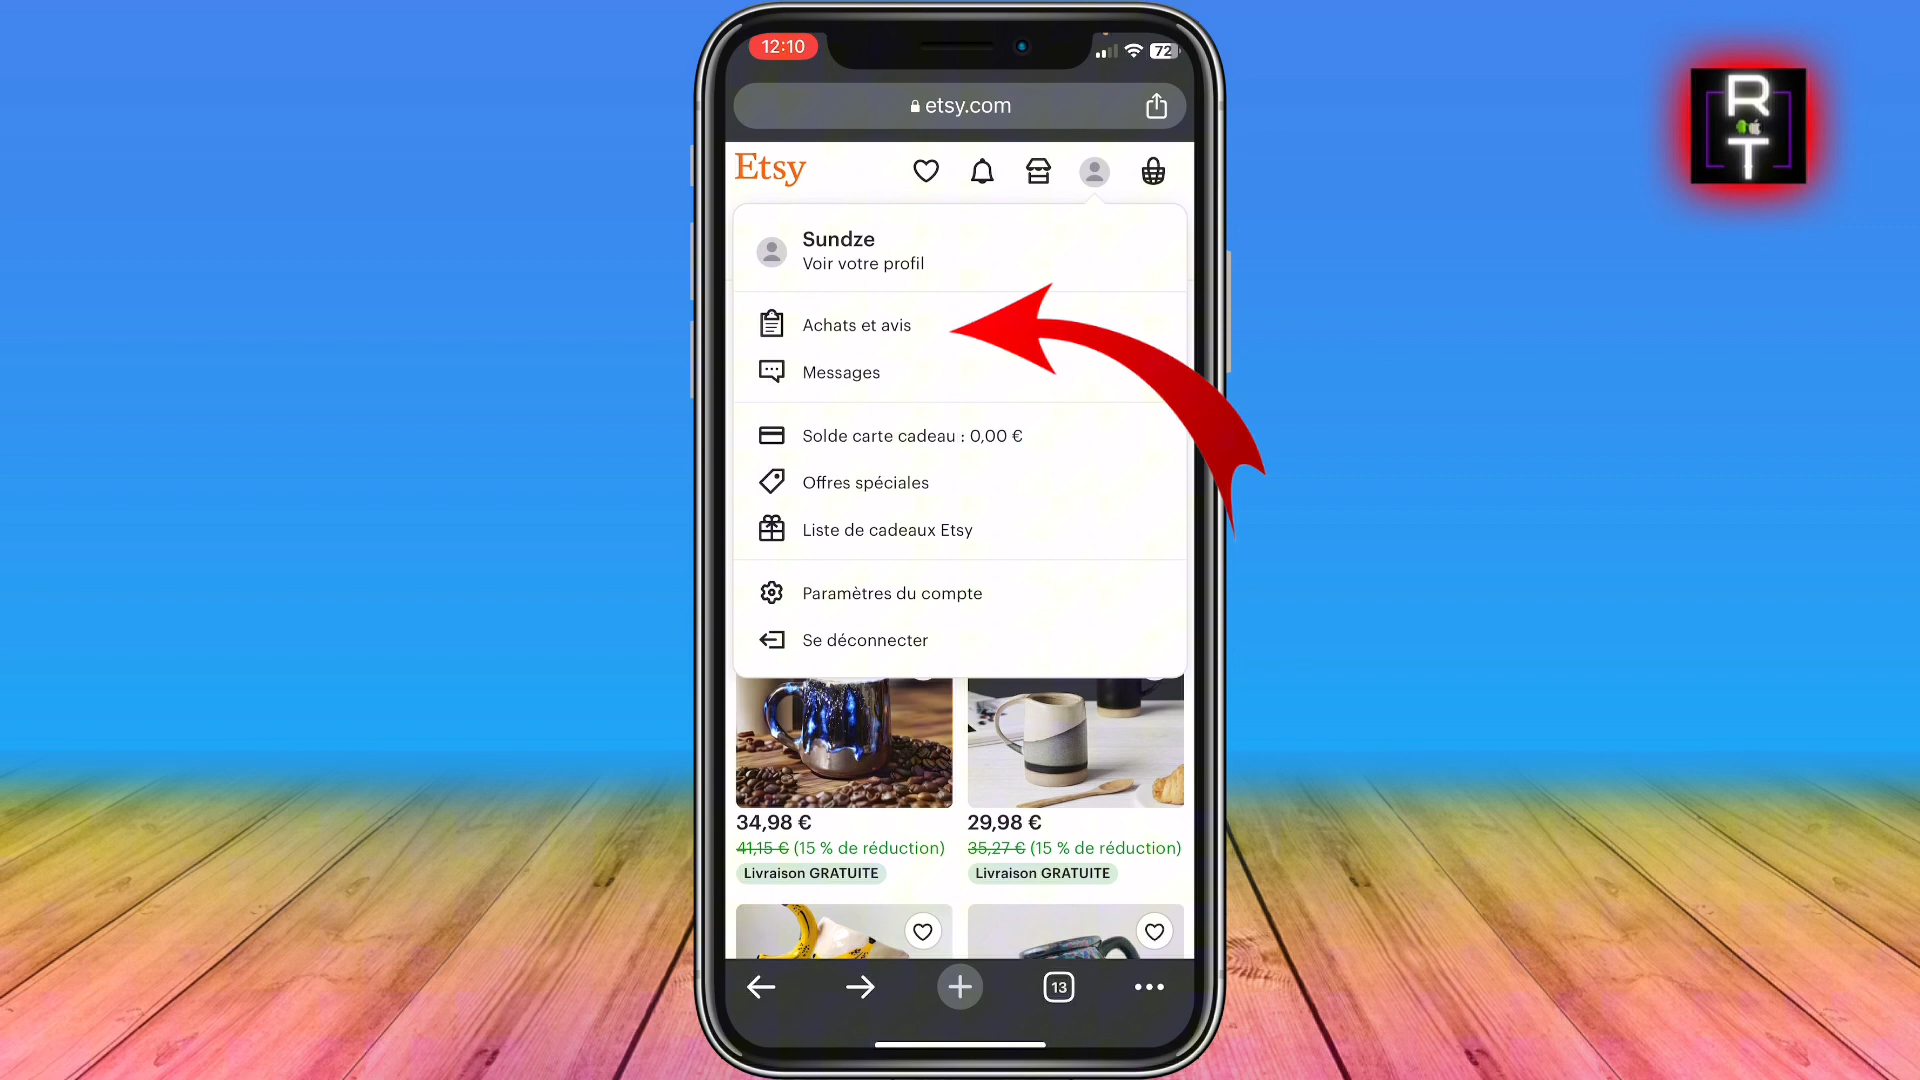 12:10
72
etsy.com
Etsy
Sundze
Voir votre profil
Achats et avis
Messages
Solde carte cadeau : 0,00 €
Offres spéciales
Liste de cadeaux Etsy
Paramètres du compte
Se déconnecter
34,98 €
41,15 € (15 % de réduction)
Livraison GRATUITE
29,98 €
35,27 € (15 % de réduction)
Livraison GRATUITE
13
R
T